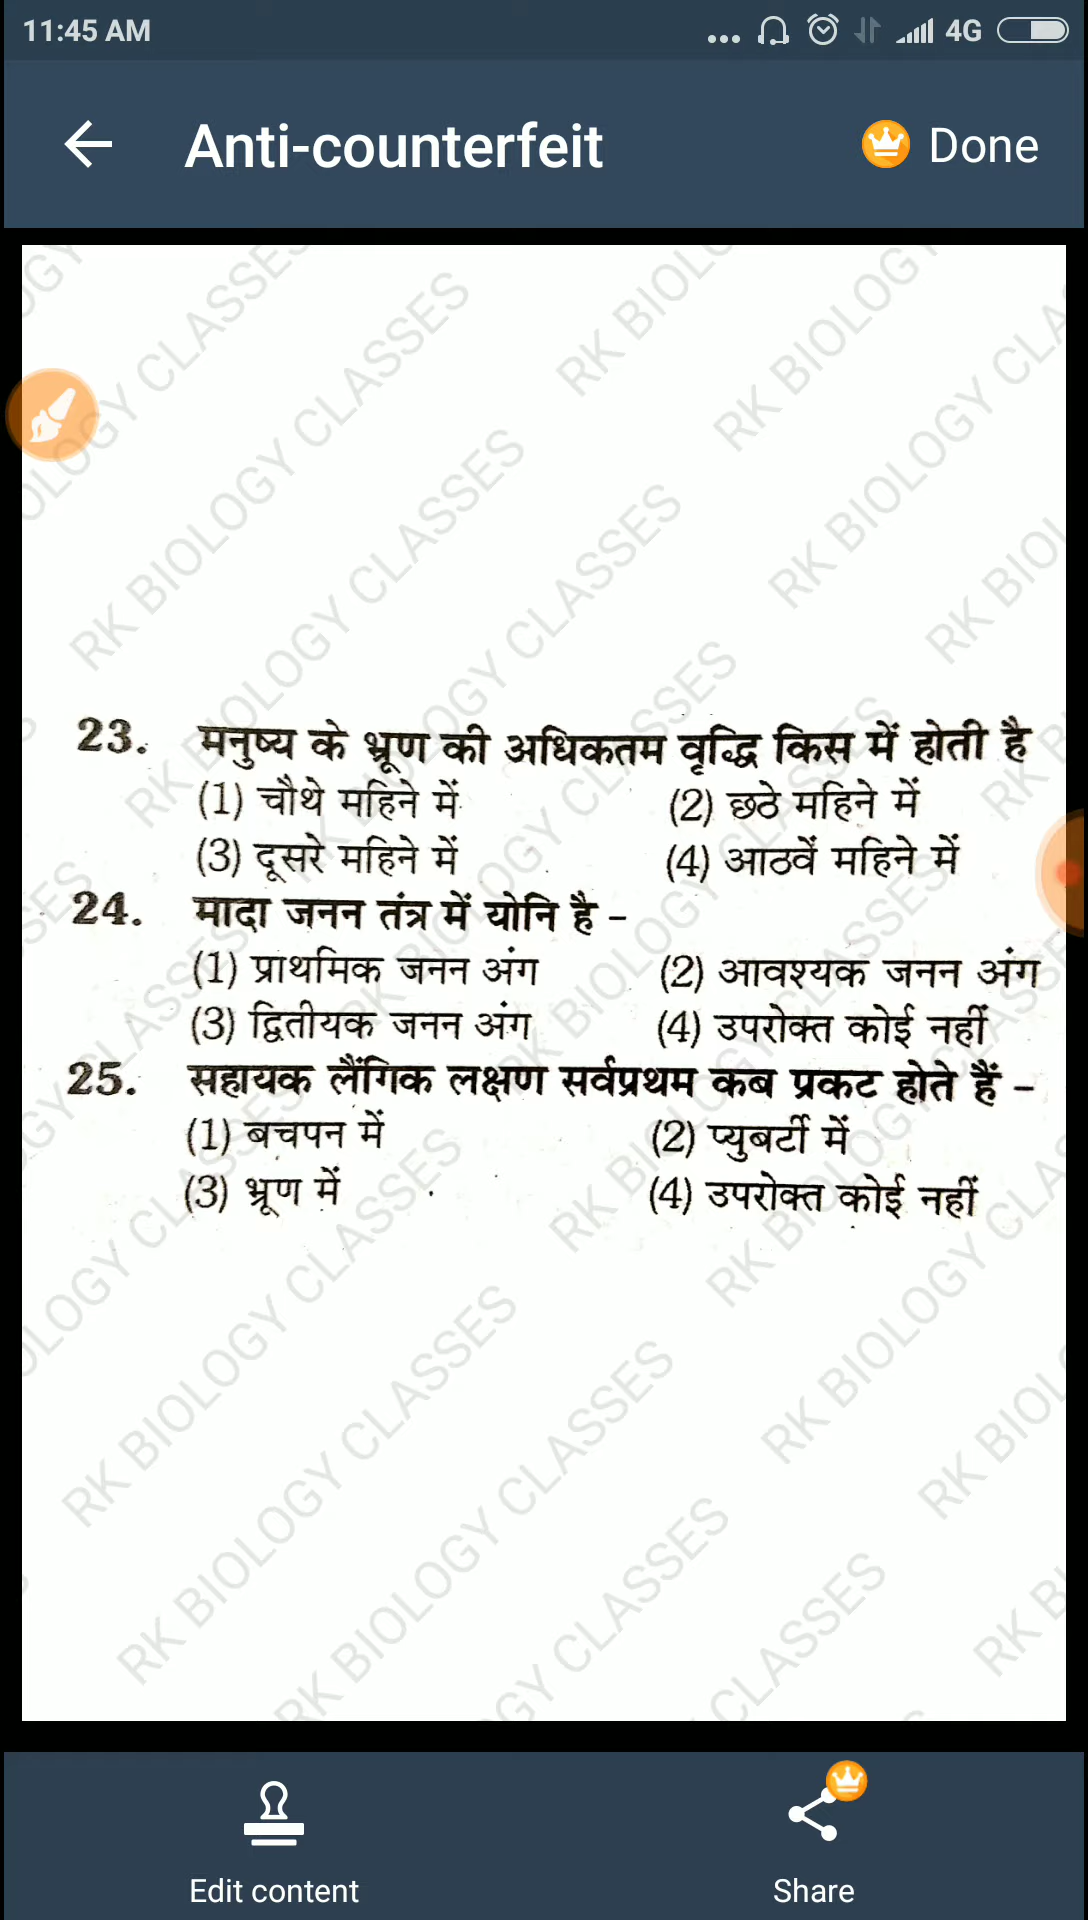 11:45 AM
4G
Anti-counterfeit
Done
23. मनुष्य के भ्रूण की अधिकतम वृद्धि किस में होती है
(1) चौथे महिने में (2) छठे महिने में
(3) दूसरे महिने में (4) आठवें महिने में
24. मादा जनन तंत्र में योनि है –
(1) प्राथमिक जनन अंग (2) आवश्यक जनन अंग
(3) द्वितीयक जनन अंग (4) उपरोक्त कोई नहीं
25. सहायक लैंगिक लक्षण सर्वप्रथम कब प्रकट होते हैं –
(1) बचपन में (2) प्युबर्टी में
(3) भ्रूण में (4) उपरोक्त कोई नहीं
RK BIOLOGY CLASSES
Edit content
Share